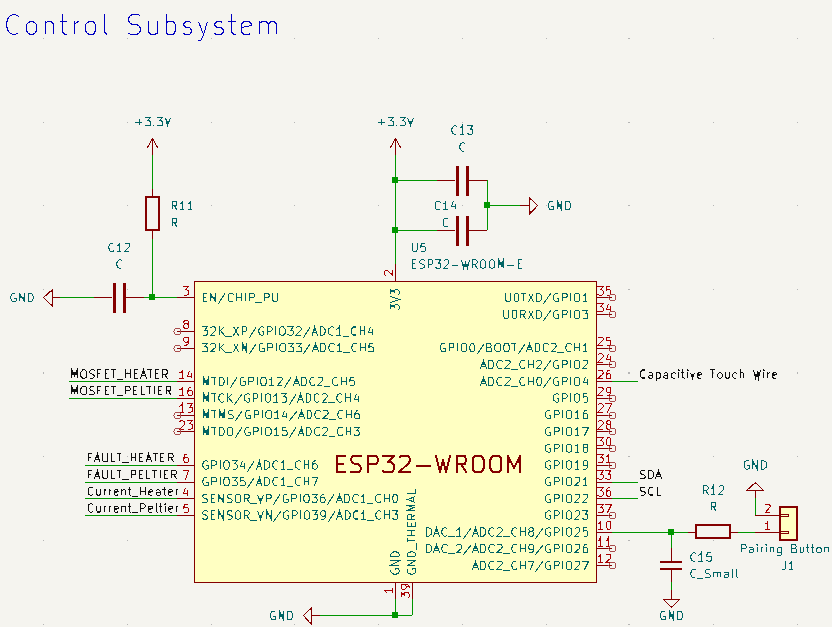 Control Subsystem
+3.3V
+3.3V
C13
C
R11
R
C14
C
GND
C12
C
U5
ESP32-WROOM-E
GND
3
EN/CHIP_PU
2
3V3
U0TXD/GPIO1
35
U0RXD/GPIO3
34
8
32K_XP/GPIO32/ADC1_CH4
9
32K_XN/GPIO33/ADC1_CH5
GPIO0/BOOT/ADC2_CH1
25
ADC2_CH2/GPIO2
24
MOSFET_HEATER
14
MTDI/GPIO12/ADC2_CH5
ADC2_CH0/GPIO4
26
Capacitive Touch Wire
MOSFET_PELTIER
16
MTCK/GPIO13/ADC2_CH4
GPIO5
29
13
MTMS/GPIO14/ADC2_CH6
GPIO16
27
23
MTDO/GPIO15/ADC2_CH3
GPIO17
28
GPIO18
30
FAULT_HEATER
6
GPIO34/ADC1_CH6
ESP32-WROOM
GPIO19
31
FAULT_PELTIER
7
GPIO35/ADC1_CH7
GPIO21
33
SDA
Current_Heater
4
SENSOR_VP/GPIO36/ADC1_CH0
GPIO22
36
SCL
Current_Peltier
5
SENSOR_VN/GPIO39/ADC1_CH3
GPIO23
37
GND
R12
R
2
1
DAC_1/ADC2_CH8/GPIO25
10
DAC_2/ADC2_CH9/GPIO26
11
ADC2_CH7/GPIO27
12
Pairing Button
J1
C15
C_Small
GND
GND
GND_THERMAL
1
39
GND